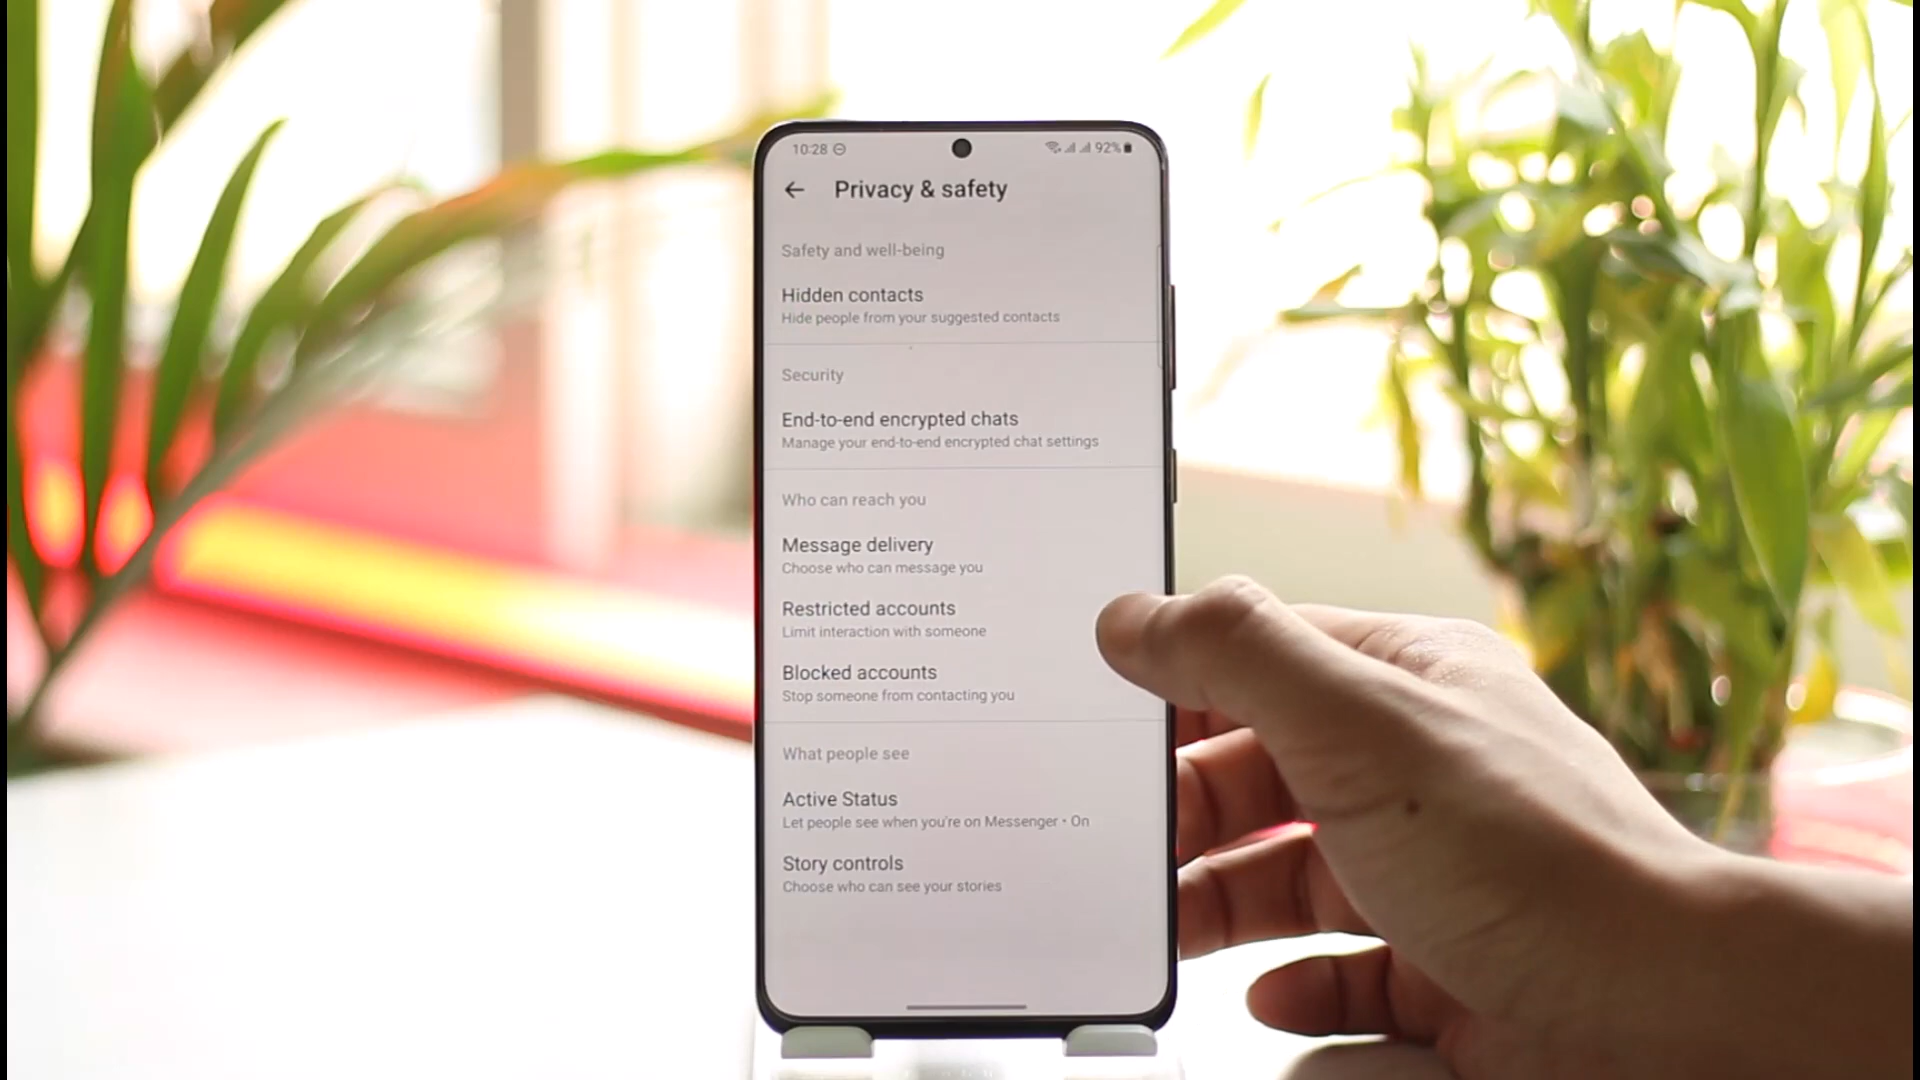 10:28 92%
Privacy & safety
Safety and well-being
Hidden contacts
Hide people from your suggested contacts
Security
End-to-end encrypted chats
Manage your end-to-end encrypted chat settings
Who can reach you
Message delivery
Choose who can message you
Restricted accounts
Limit interaction with someone
Blocked accounts
Stop someone from contacting you
What people see
Active Status
Let people see when you're on Messenger • On
Story controls
Choose who can see your stories